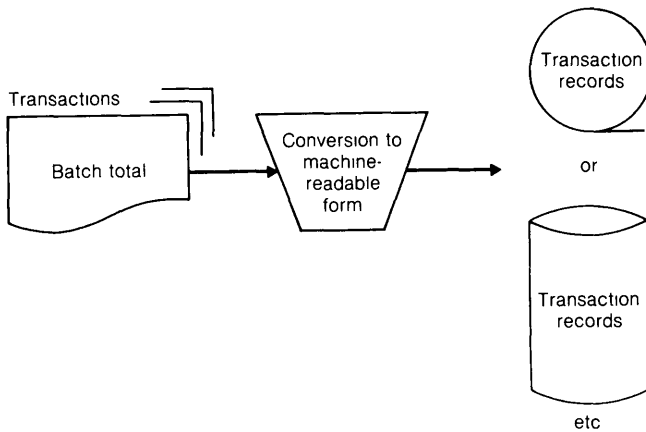 Transactions
Batch total
Conversion to
machine-
readable
form
Transaction
records
or
Transaction
records
etc